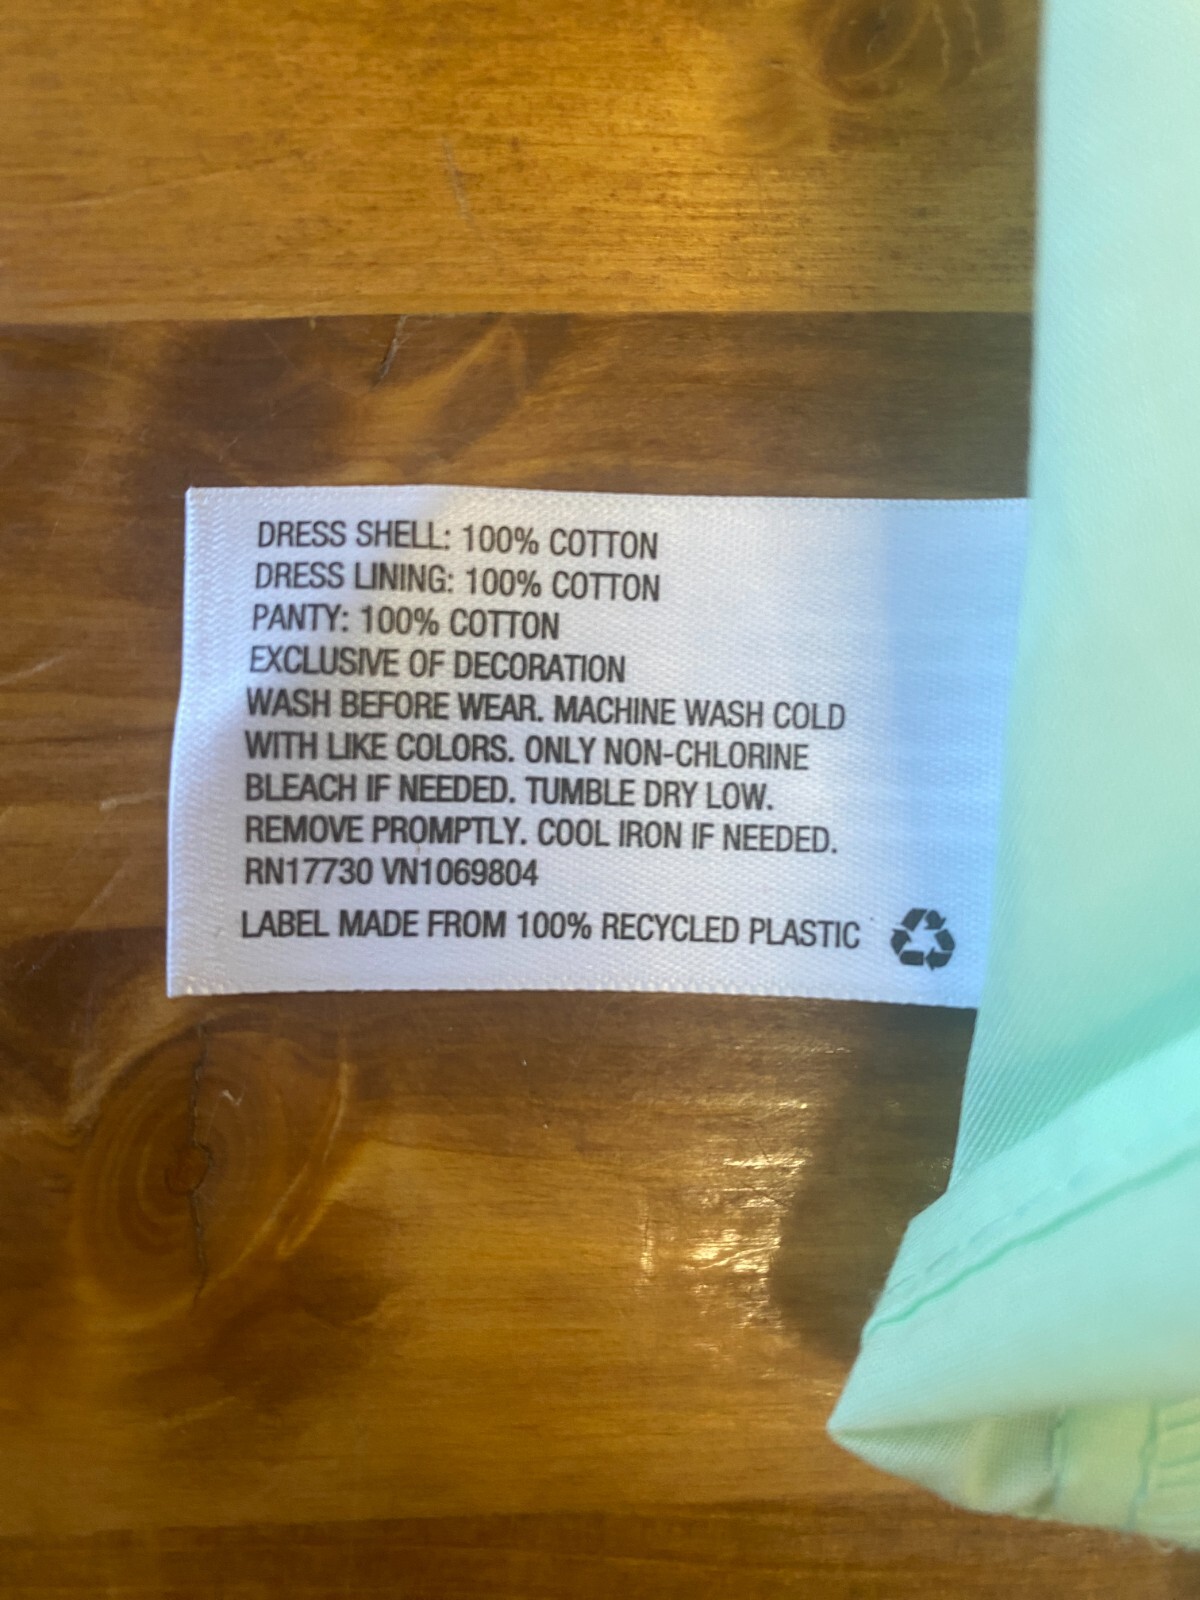 DRESS SHELL: 100% COTTON
DRESS LINING: 100% COTTON
PANTY: 100% COTTON
EXCLUSIVE OF DECORATION
WASH BEFORE WEAR. MACHINE WASH COLD
WITH LIKE COLORS. ONLY NON-CHLORINE
BLEACH IF NEEDED. TUMBLE DRY LOW.
REMOVE PROMPTLY. COOL IRON IF NEEDED.
RN17730 VN1069804
LABEL MADE FROM 100% RECYCLED PLASTIC